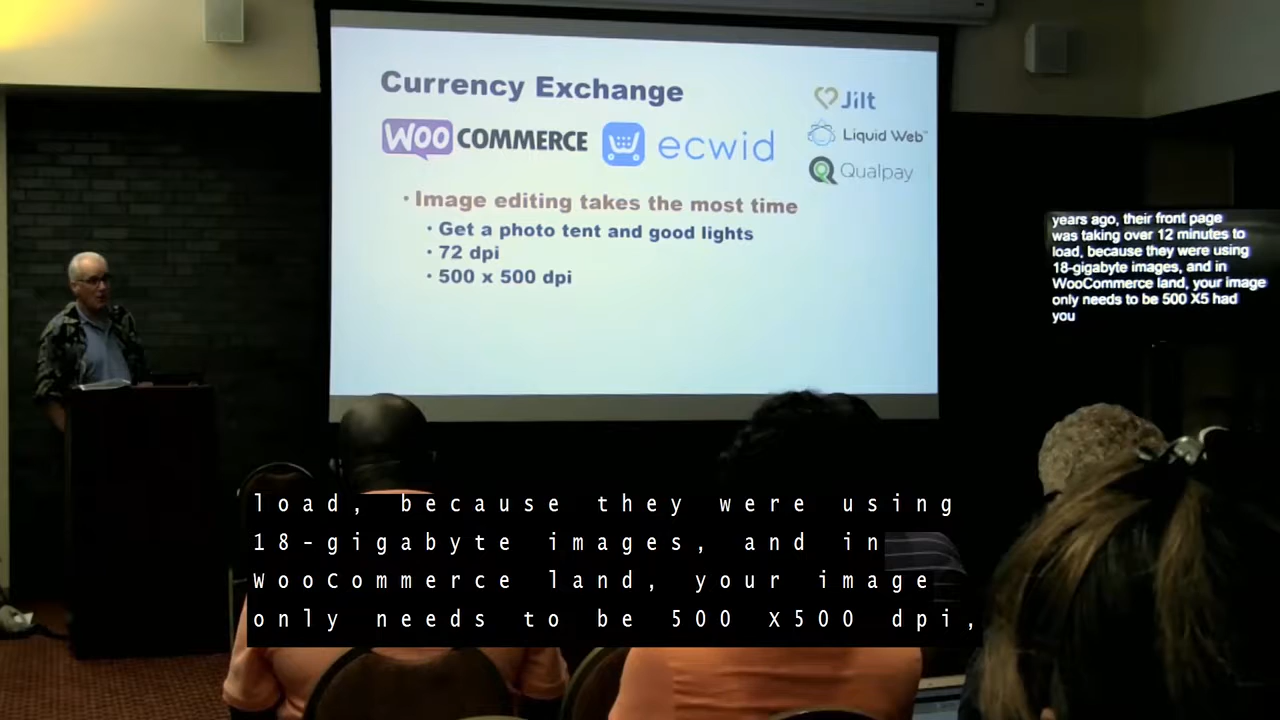 Currency Exchange
WOO COMMERCE
ecwid
Jilt
Liquid Web™
Qualpay
• Image editing takes the most time
• Get a photo tent and good lights
• 72 dpi
• 500 x 500 dpi
years ago, their front page
was taking over 12 minutes to
load, because they were using
18-gigabyte images, and in
WooCommerce land, your image
only needs to be 500 X5 had
you
load, because they were using
18-gigabyte images, and in
WooCommerce land, your image
only needs to be 500 X500 dpi,